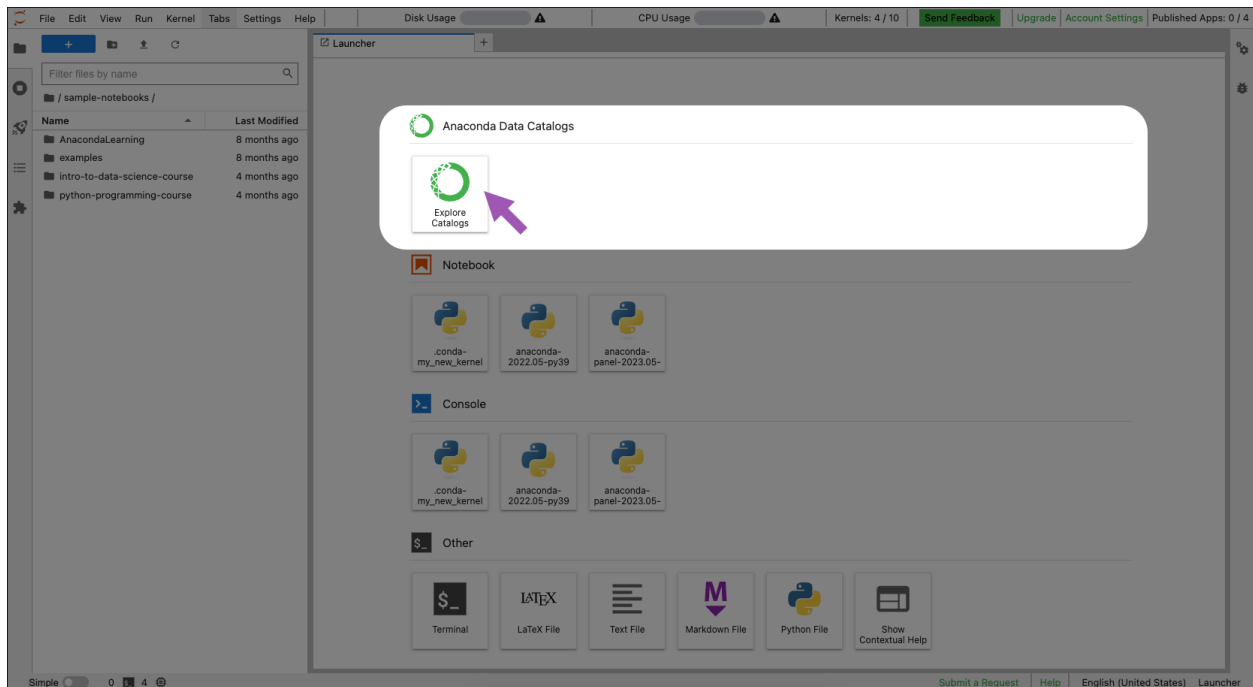 File Edit View Run Kernel Tabs Settings Help Disk Usage CPU Usage Kernels: 4 / 10 Send Feedback Upgrade Account Settings Published Apps: 0 / 4
+
Filter files by name
/ sample-notebooks /
Name Last Modified
AnacondaLearning 8 months ago
examples 8 months ago
intro-to-data-science-course 4 months ago
python-programming-course 4 months ago
Launcher +
Anaconda Data Catalogs
Explore
Catalogs
Notebook
.conda-
my_new_kernel
anaconda-
2022.05-py39
anaconda-
panel-2023.05-
Console
.conda-
my_new_kernel
anaconda-
2022.05-py39
anaconda-
panel-2023.05-
$_ Other
$_
Terminal
LATEX
LaTeX File
Text File
M
Markdown File
Python File
Show
Contextual Help
Simple 0 4 Submit a Request Help English (United States) Launcher